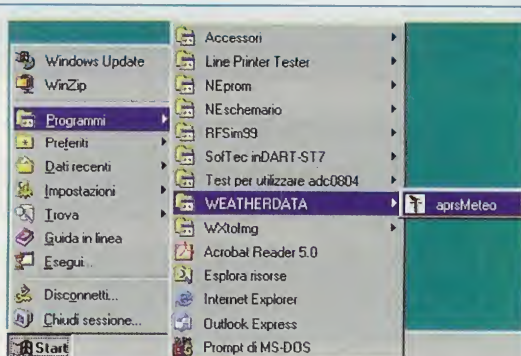 Windows Update
WinZip
Programmi
Preferiti
Dati recenti
Impostazioni
Trova
Guida in linea
Esegui...
Disconnetti...
Chiudi sessione...
Start
Accessori
Line Printer Tester
NEprom
NEschemario
RFSim99
SofTec inDART-ST7
Test per utilizzare adc0804
WEATHERDATA
WXtoImg
Acrobat Reader 5.0
Esplora risorse
Internet Explorer
Outlook Express
Prompt di MS-DOS
aprsMeteo